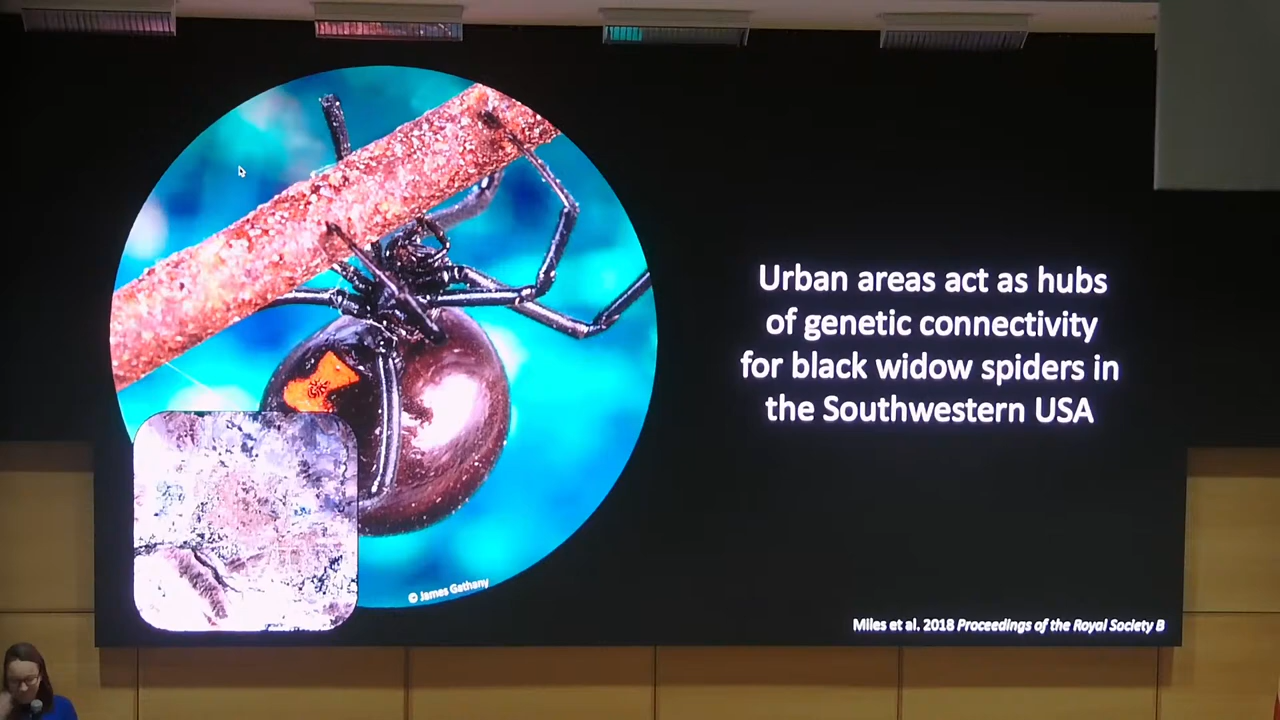 Urban areas act as hubs
of genetic connectivity
for black widow spiders in
the Southwestern USA
© James Gathany
Miles et al. 2018 Proceedings of the Royal Society B